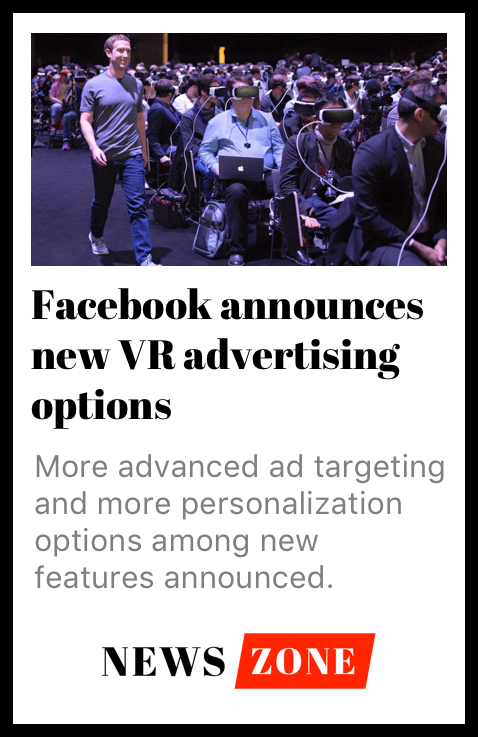 Facebook announces
new VR advertising
options
More advanced ad targeting
and more personalization
options among new
features announced.
NEWS ZONE